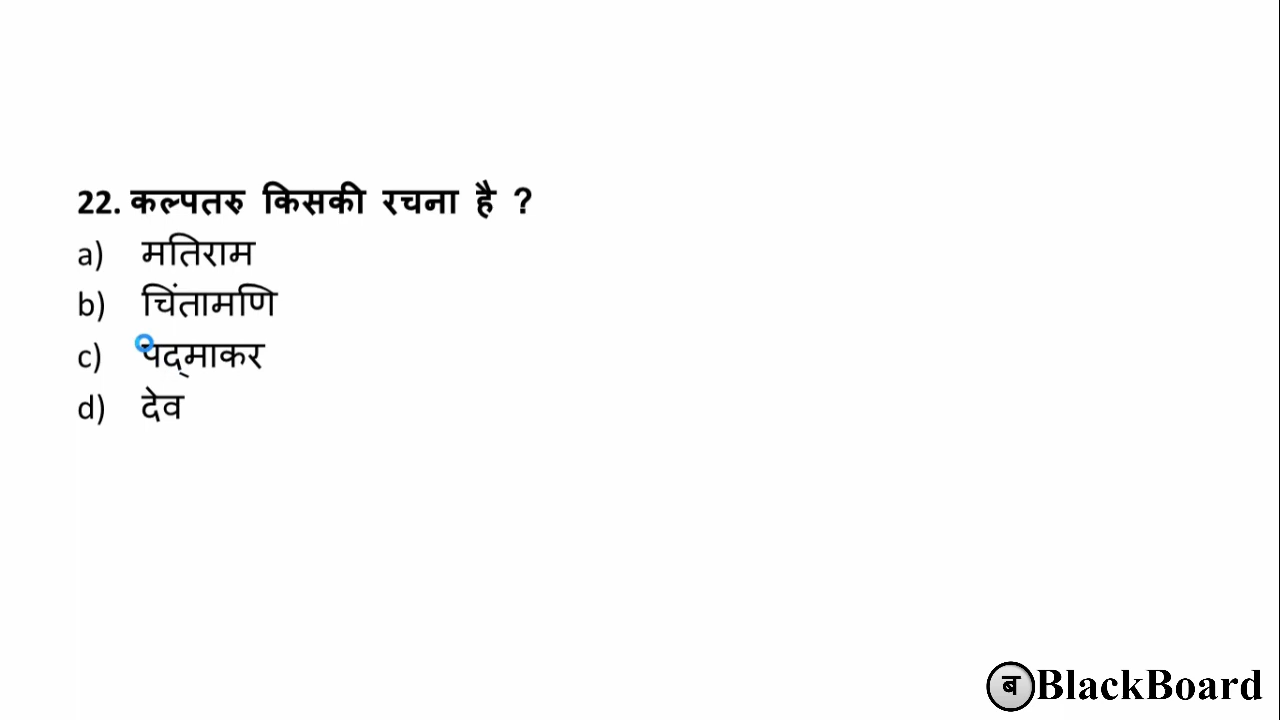 22. कल्पतरु किसकी रचना है ?
a) मतिराम
b) चिंतामणि
c) पद्माकर
d) देव
ब BlackBoard